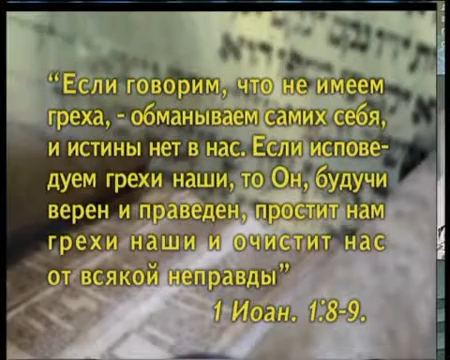 “Если говорим, что не имеем
греха, - обманываем самих себя,
и истины нет в нас. Если испове-
дуем грехи наши, то Он, будучи
верен и праведен, простит нам
грехи наши и очистит нас
от всякой неправды”
1 Иоан. 1:8-9.